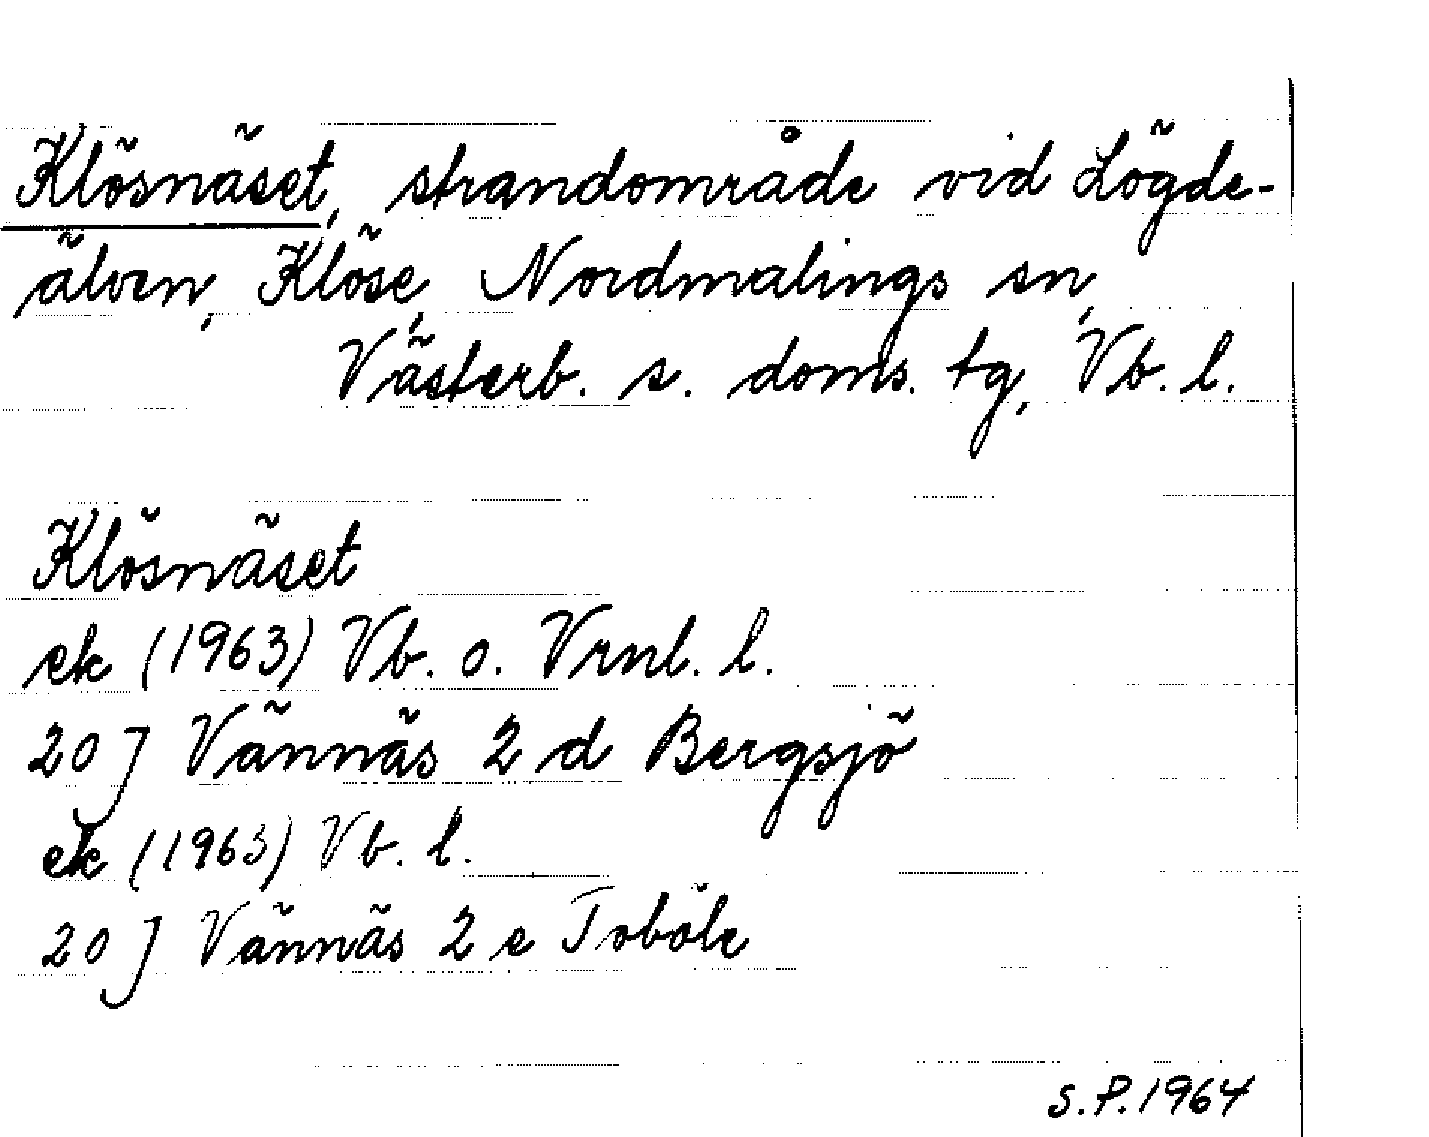 Klösnäset, strandområde vid Lögde-
älven, Klöse, Nordmalings sn,
Västerb. s. doms. tg, Vb. l.
Klösnäset
ek (1963) Vb. o. Vrnl. l.
20 J Vännäs 2 d Bergsjö
ek (1963) Vb. l.
20 J Vännäs 2 e Toböle
S.P. 1964